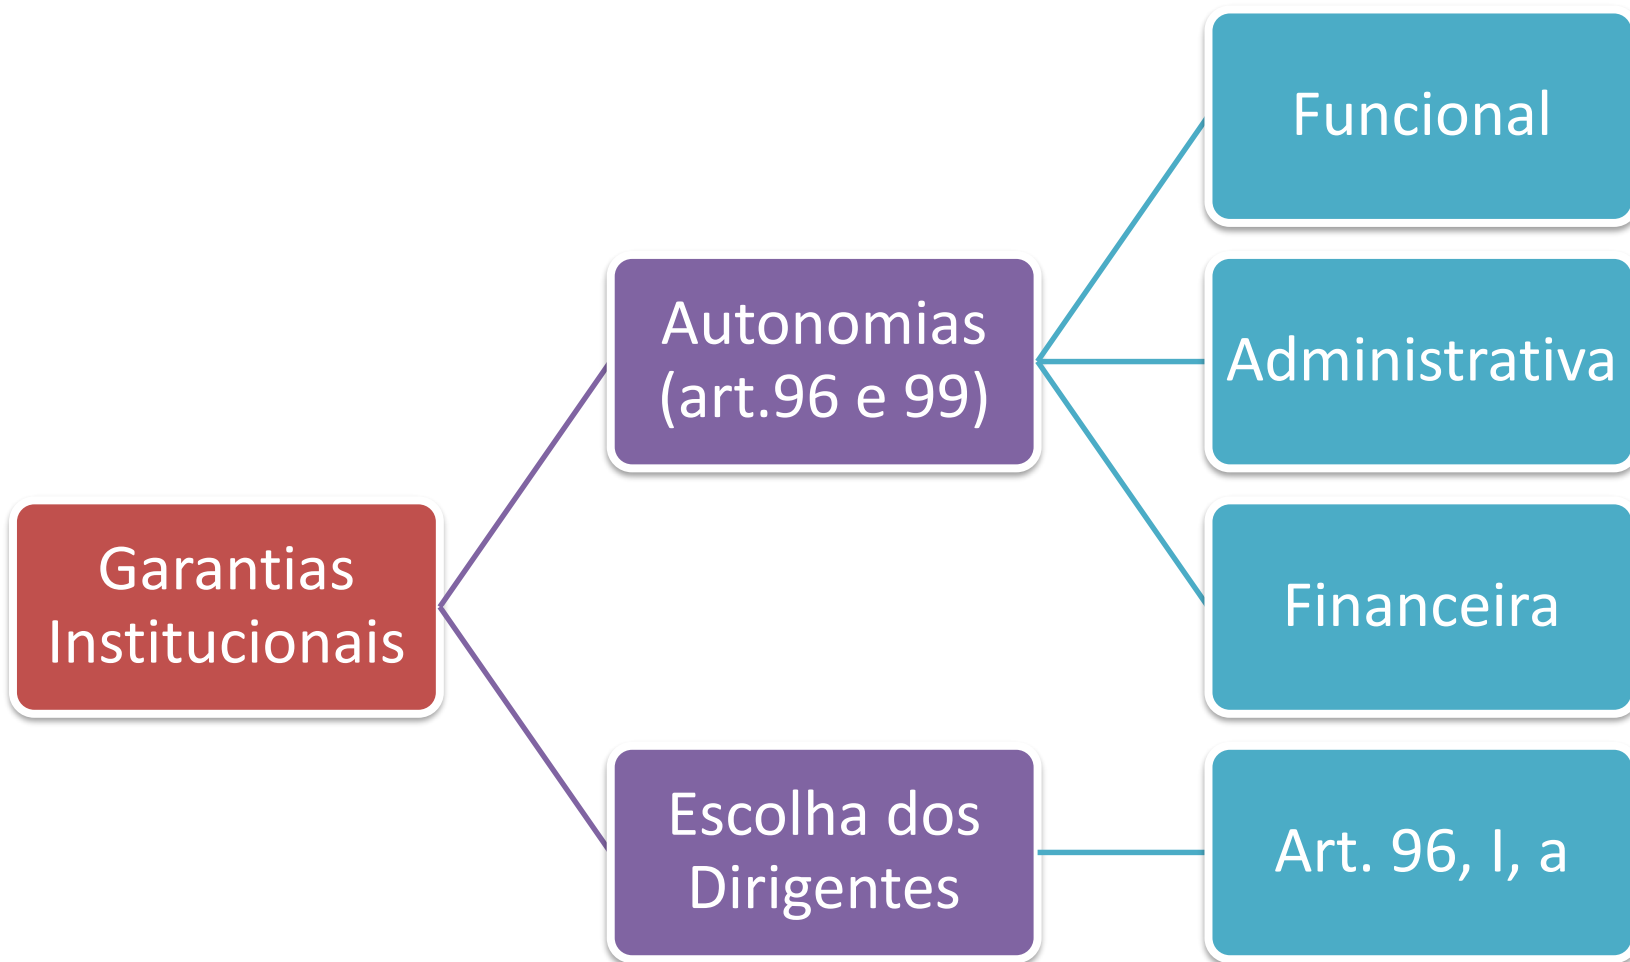 Garantias
Institucionais
Autonomias
(art.96 e 99)
Funcional
Administrativa
Financeira
Escolha dos
Dirigentes
Art. 96, I, a